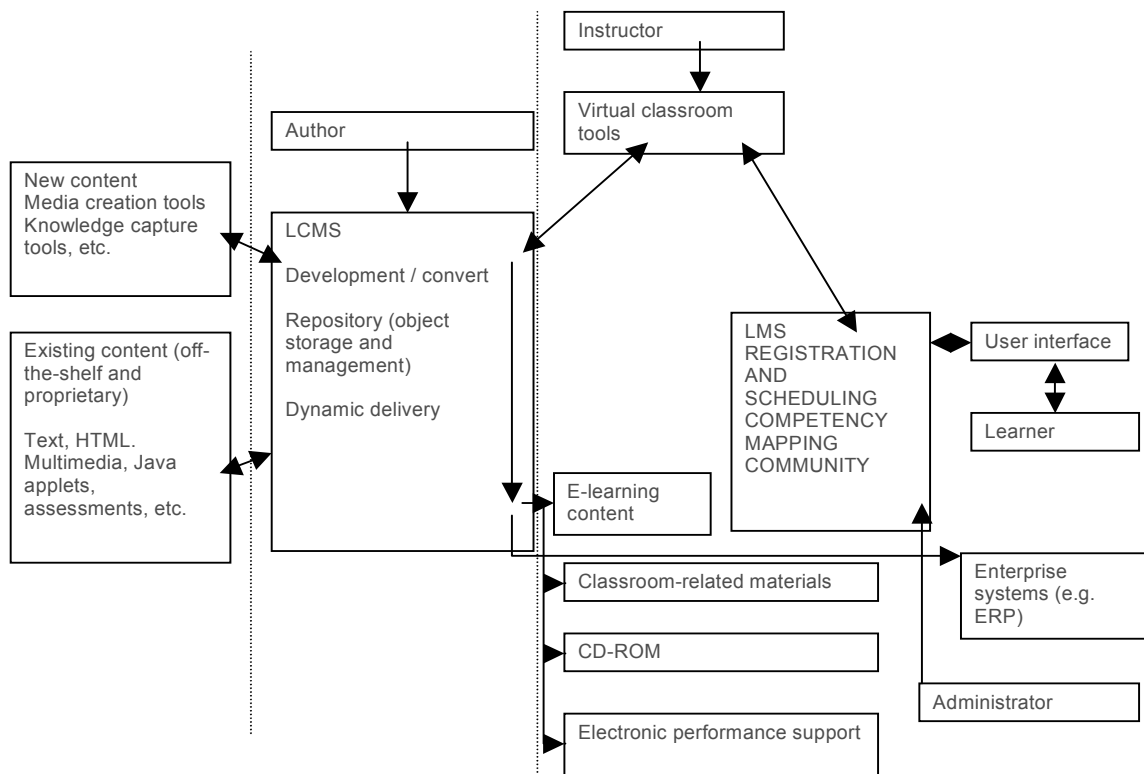 Instructor
Virtual classroom
tools
Author
New content
Media creation tools
Knowledge capture
tools, etc.
LCMS
Development / convert
Repository (object
storage and
management)
Dynamic delivery
Existing content (off-
the-shelf and
proprietary)
Text, HTML.
Multimedia, Java
applets,
assessments, etc.
LMS
REGISTRATION
AND
SCHEDULING
COMPETENCY
MAPPING
COMMUNITY
User interface
Learner
E-learning
content
Classroom-related materials
CD-ROM
Electronic performance support
Enterprise
systems (e.g.
ERP)
Administrator